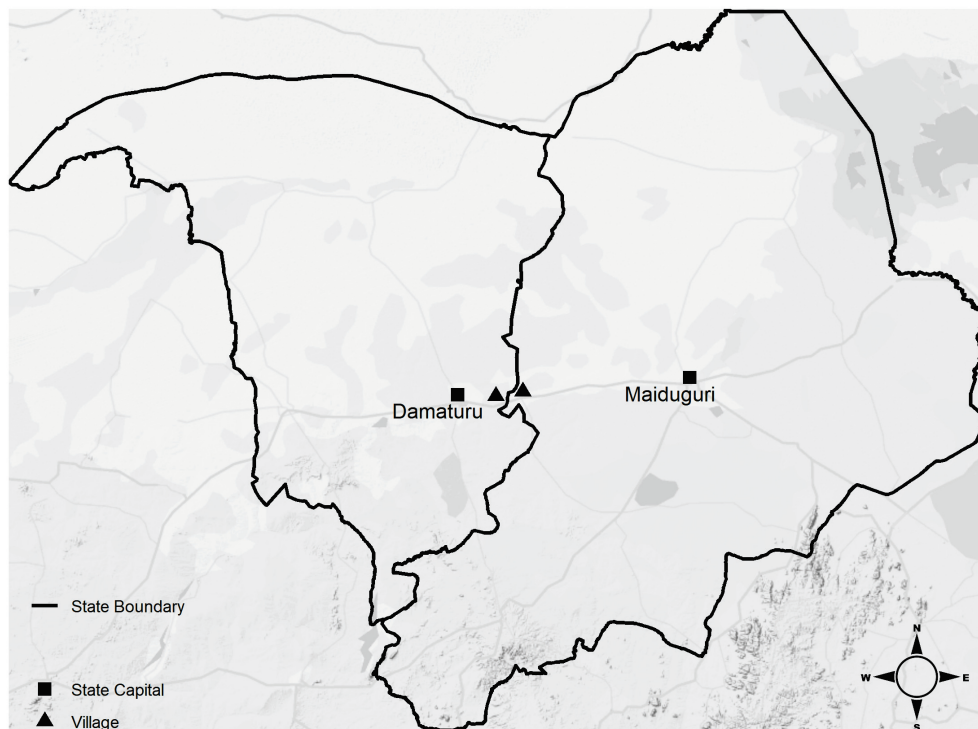 Damaturu
Maiduguri
State Boundary
State Capital
Village
N
W
E
S